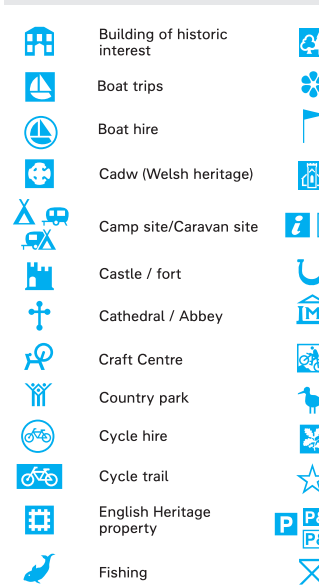 Building of historic
interest
Boat trips
Boat hire
Cadw (Welsh heritage)
Camp site/Caravan site
i
Castle / fort
M
Cathedral / Abbey
Craft Centre
Country park
Cycle hire
Cycle trail
English Heritage
property
P
P&
P&
Fishing